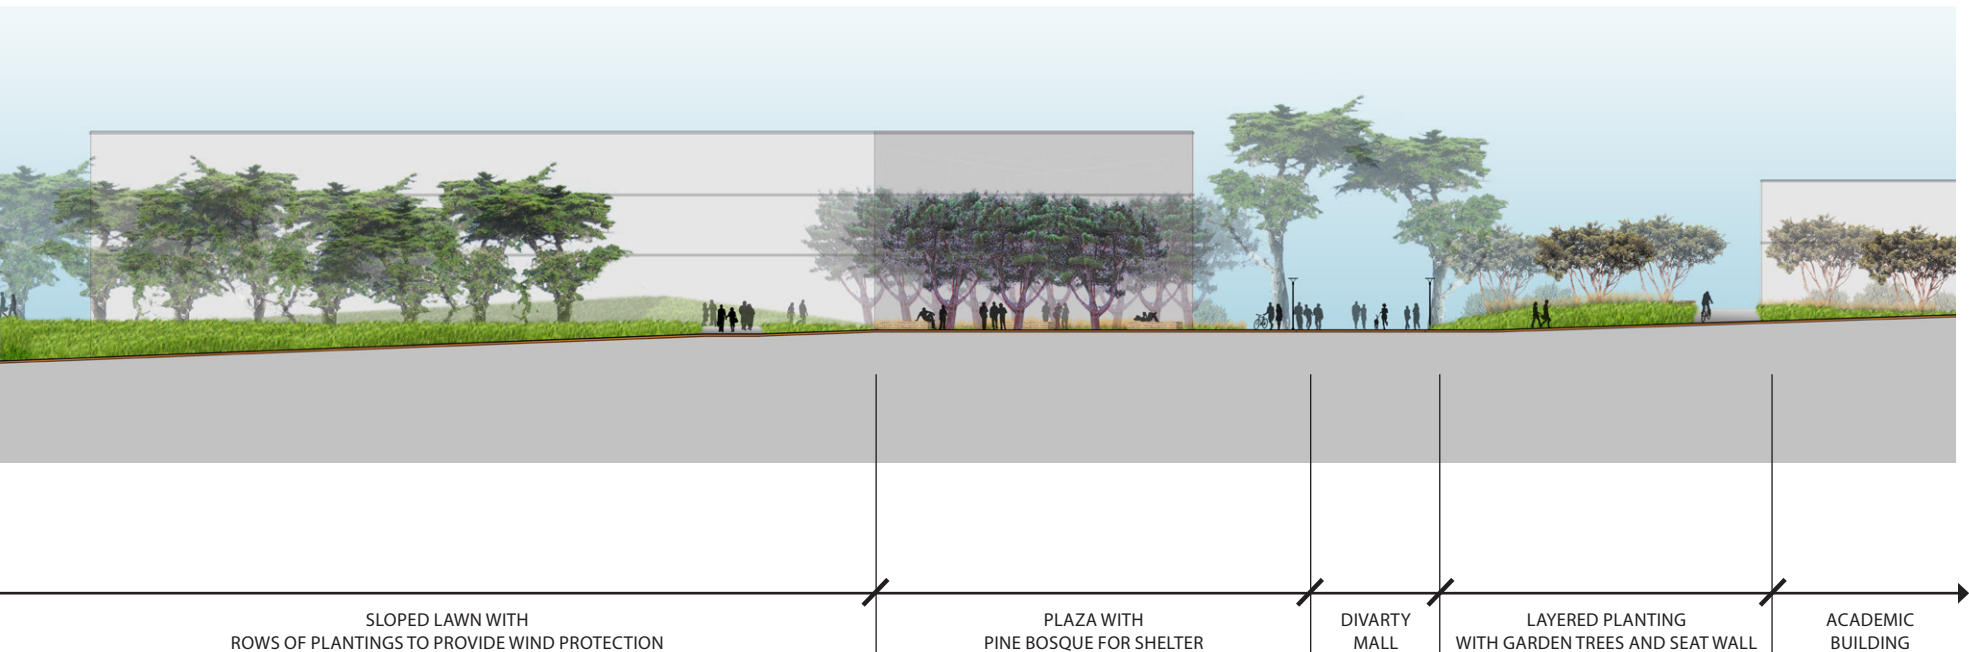 SLOPED LAWN WITH
ROWS OF PLANTINGS TO PROVIDE WIND PROTECTION
PLAZA WITH
PINE BOSQUE FOR SHELTER
DIVARTY
MALL
LAYERED PLANTING
WITH GARDEN TREES AND SEAT WALL
ACADEMIC
BUILDING